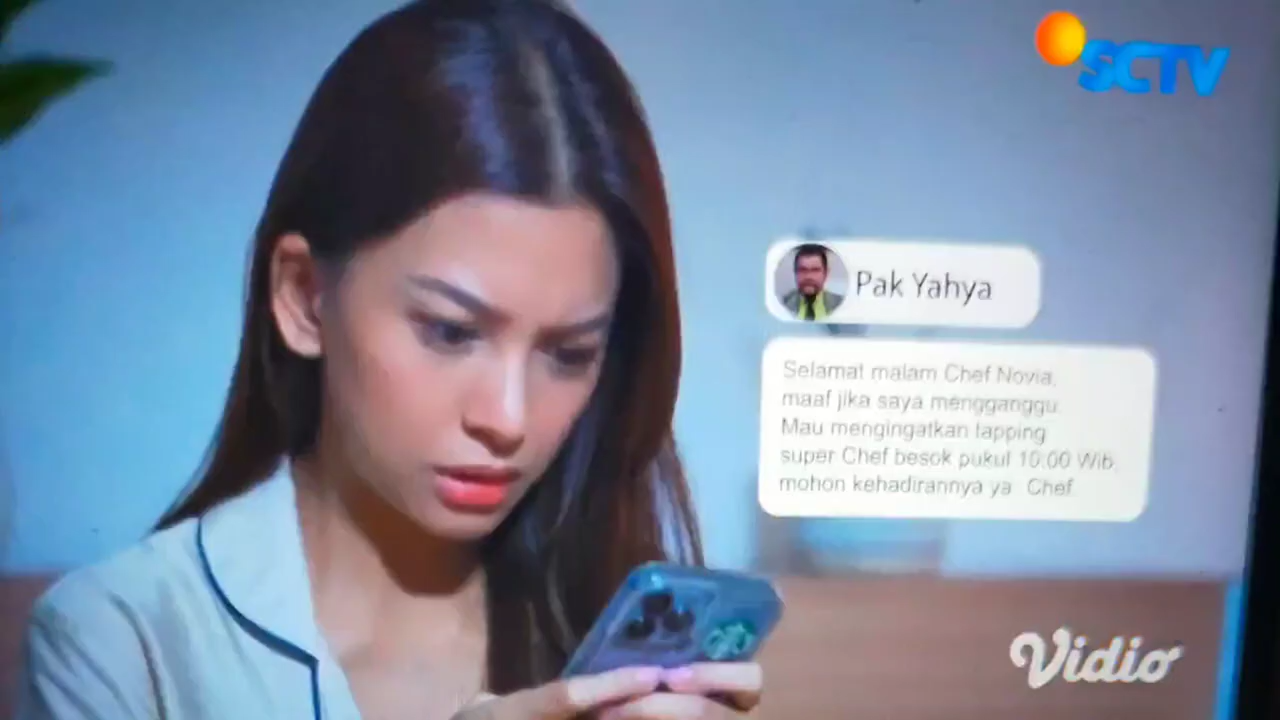 SCTV
Pak Yahya
Selamat malam Chef Novia,
maaf jika saya mengganggu.
Mau mengingatkan tapping
super Chef besok pukul 10:00 Wib,
mohon kehadirannya ya Chef
Vidio